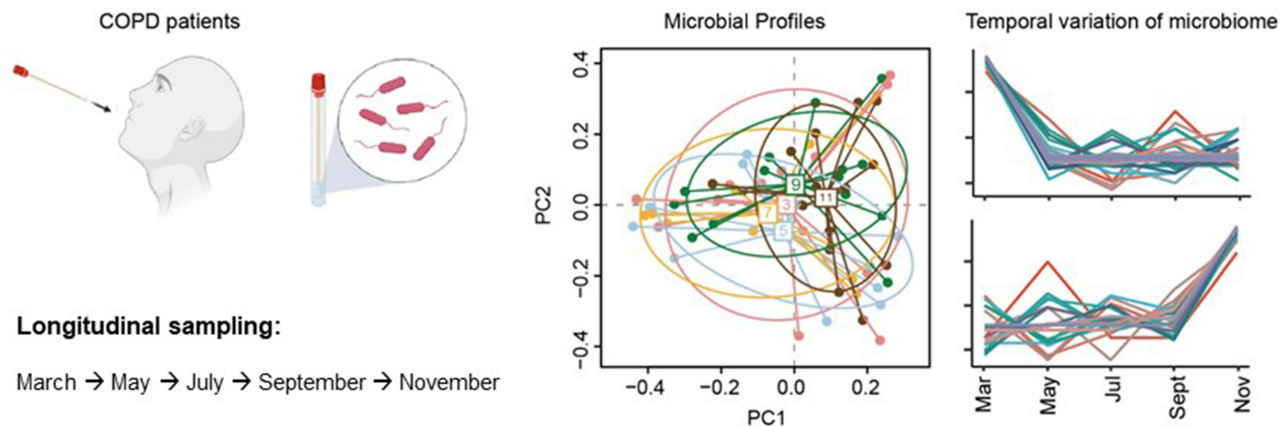 COPD patients
Longitudinal sampling:
March → May → July → September → November
Microbial Profiles
PC2
0.4
0.2
0.0
−0.2
−0.4
9
3
11
7
5
−0.4
−0.2
0.0
0.2
PC1
Temporal variation of microbiome
Mar
May
Jul
Sept
Nov